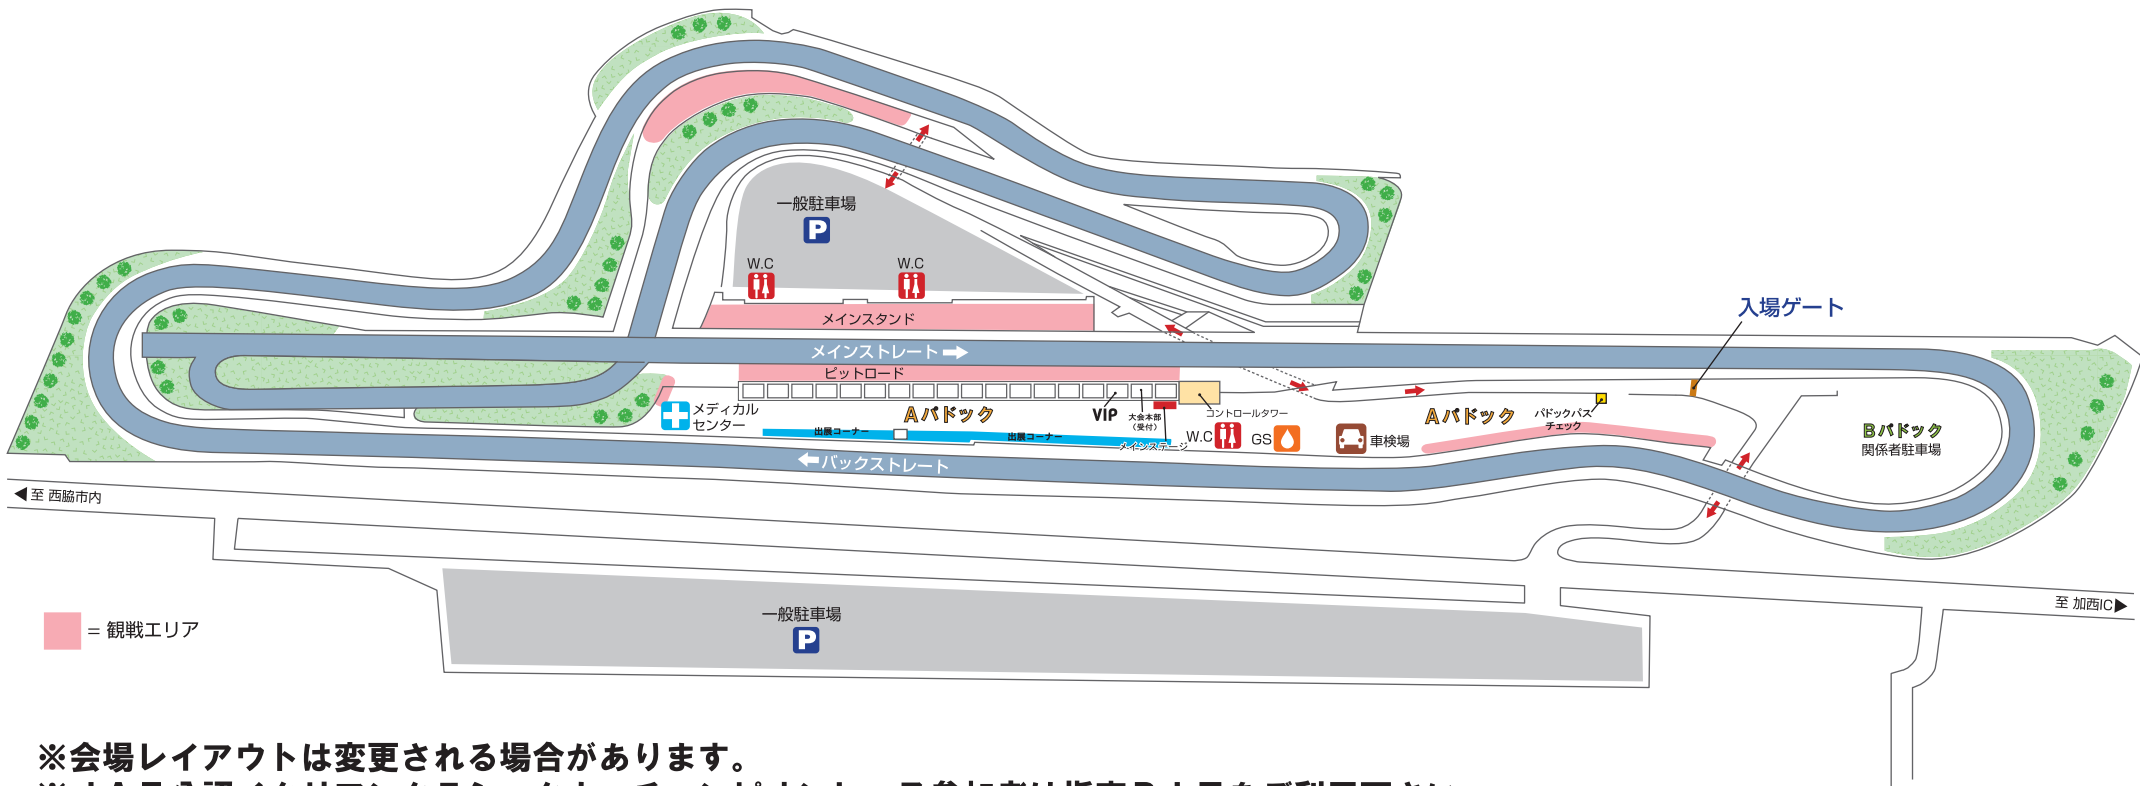 一般駐車場
P
W.C
W.C
メインスタンド
入場ゲート
メインストレート
ピットロード
メディカル
センター
Aパドック
VIP
大会本部
(受付)
コントロールタワー
Aパドック
パドックパス
チェック
Bパドック
関係者駐車場
出展コーナー
出展コーナー
メインステージ
W.C
GS
車検場
バックストレート
至 西脇市内
一般駐車場
P
至 加西IC
= 観戦エリア
※会場レイアウトは変更される場合があります。